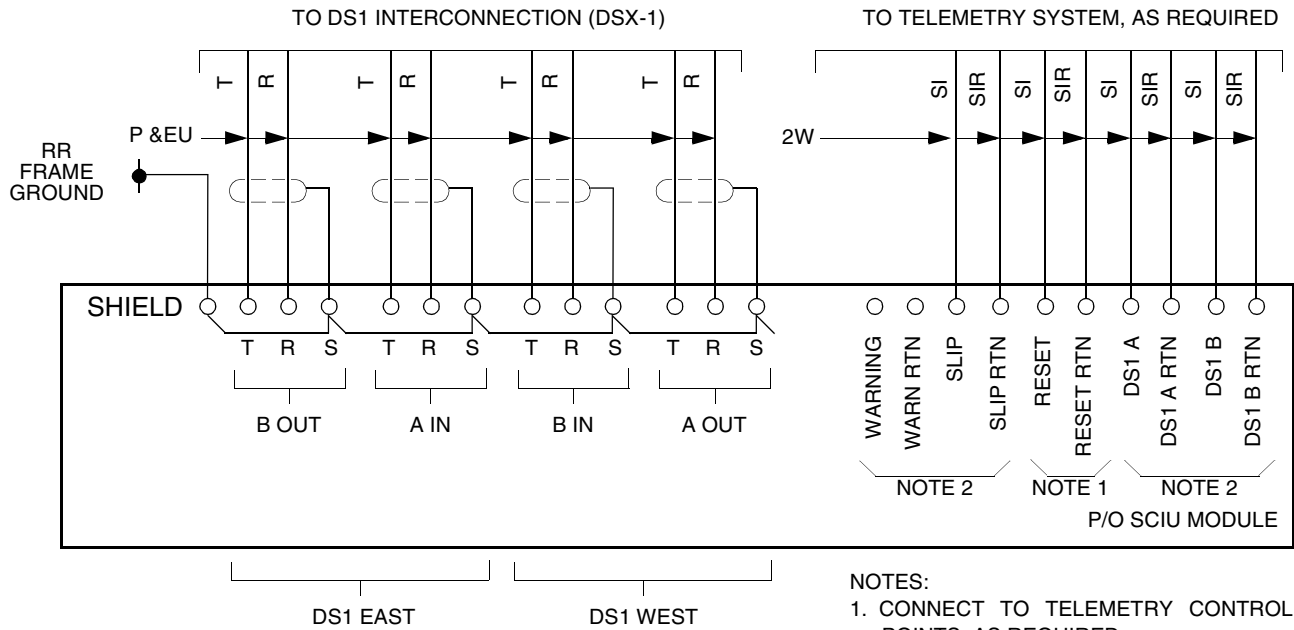 TO DS1 INTERCONNECTION (DSX-1)
TO TELEMETRY SYSTEM, AS REQUIRED
T R T R T R T R
SI SIR SI SIR SI SIR SI SIR
P &EU
2W
RR
FRAME
GROUND
SHIELD
T R S T R S T R S T R S
B OUT A IN B IN A OUT
WARNING
WARN RTN
SLIP
SLIP RTN
RESET
RESET RTN
DS1 A
DS1 A RTN
DS1 B
DS1 B RTN
NOTE 2 NOTE 1 NOTE 2
P/O SCIU MODULE
DS1 EAST DS1 WEST
NOTES:
1. CONNECT TO TELEMETRY CONTROL
POINTS, AS REQUIRED